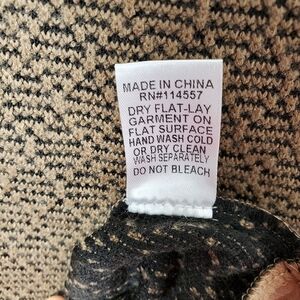 MADE IN CHINA
RN#114557
DRY FLAT-LAY
GARMENT ON
FLAT SURFACE
HAND WASH COLD
OR DRY CLEAN
WASH SEPARATELY
DO NOT BLEACH